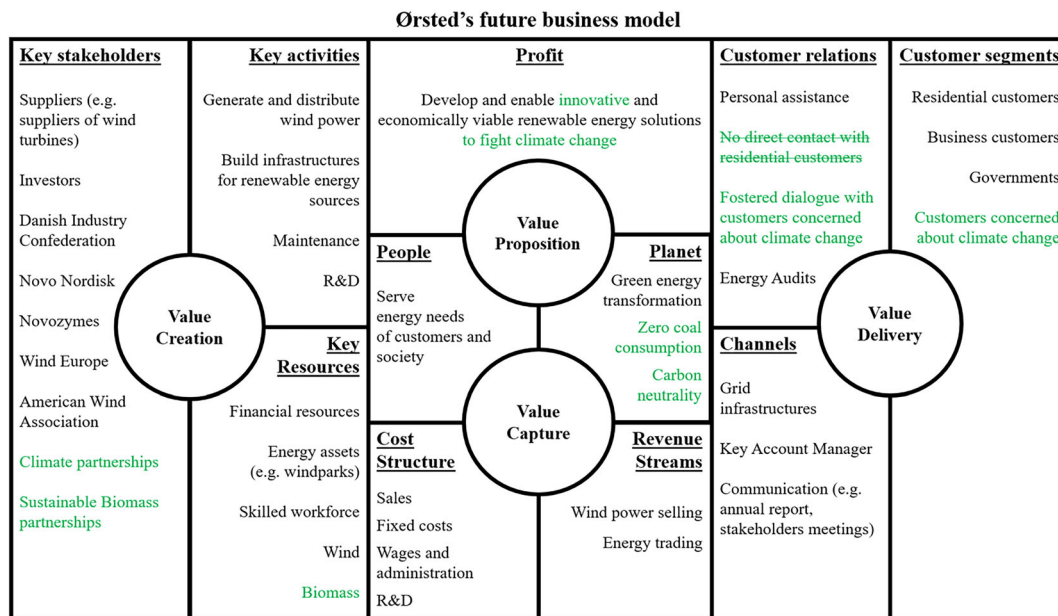 Ørsted's future business model
Key stakeholders
Suppliers (e.g.
suppliers of wind
turbines)
Investors
Danish Industry
Confederation
Novo Nordisk
Novozymes
Wind Europe
American Wind
Association
Climate partnerships
Sustainable Biomass
partnerships
Value
Creation
Key activities
Generate and distribute
wind power
Build infrastructures
for renewable energy
sources
Maintenance
R&D
Key
Resources
Financial resources
Energy assets
(e.g. windparks)
Skilled workforce
Wind
Biomass
Profit
Develop and enable innovative and
economically viable renewable energy solutions
to fight climate change
Value
Proposition
People
Serve
energy needs
of customers and
society
Planet
Green energy
transformation
Zero coal
consumption
Carbon
neutrality
Value
Capture
Cost
Structure
Sales
Fixed costs
Wages and
administration
R&D
Revenue
Streams
Wind power selling
Energy trading
Customer relations
Personal assistance
No direct contact with
residential customers
Fostered dialogue with
customers concerned
about climate change
Energy Audits
Channels
Grid
infrastructures
Key Account Manager
Communication (e.g.
annual report,
stakeholders meetings)
Value
Delivery
Customer segments
Residential customers
Business customers
Governments
Customers concerned
about climate change